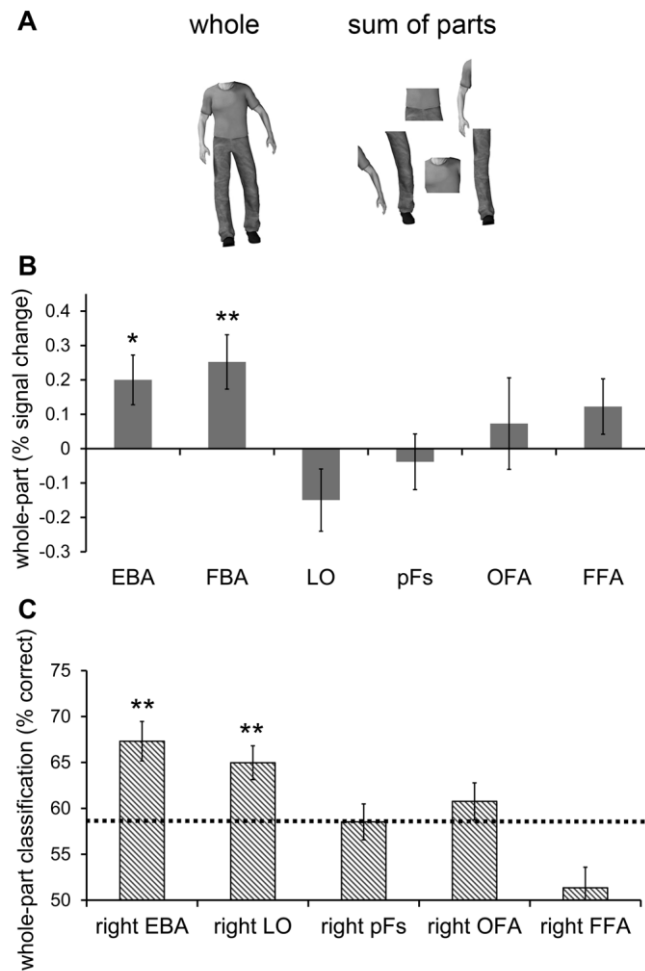 A
whole sum of parts
B
whole-part (% signal change)
0.4
0.3
0.2
0.1
0
-0.1
-0.2
-0.3
* **
EBA FBA LO pFs OFA FFA
C
whole-part classification (% correct)
75
70
65
60
55
50
** **
right EBA right LO right pFs right OFA right FFA